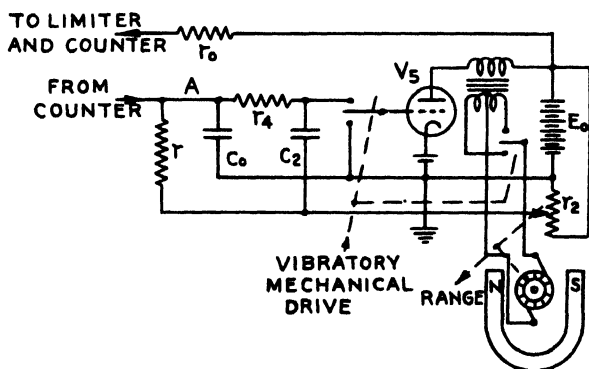 TO LIMITER
AND COUNTER
r₀
FROM
COUNTER
A
r₄
V₅
E₀
r
C₀
C₂
r₂
VIBRATORY
MECHANICAL
DRIVE
RANGE
N
S